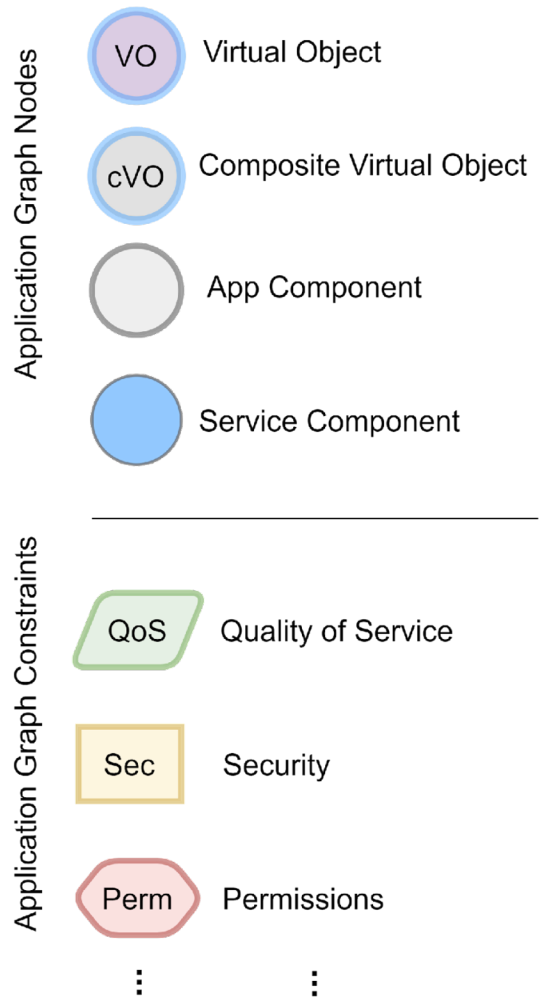 Application Graph Nodes
VO Virtual Object
cVO Composite Virtual Object
App Component
Service Component
Application Graph Constraints
QoS Quality of Service
Sec Security
Perm Permissions
⋮ ⋮